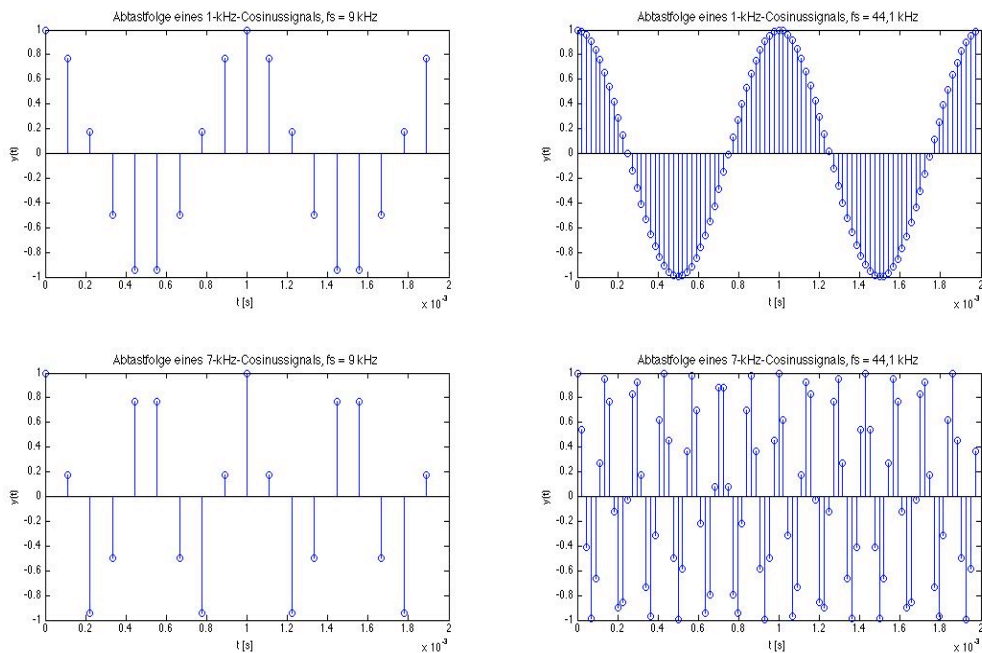 Abtastfolge eines 1-kHz-Cosinussignals, fs = 9 kHz
1
0.8
0.6
0.4
0.2
0
-0.2
-0.4
-0.6
-0.8
-1
y(t)
0 0.2 0.4 0.6 0.8 1 1.2 1.4 1.6 1.8 2
t [s]
x 10⁻³
Abtastfolge eines 1-kHz-Cosinussignals, fs = 44,1 kHz
1
0.8
0.6
0.4
0.2
0
-0.2
-0.4
-0.6
-0.8
-1
y(t)
0 0.2 0.4 0.6 0.8 1 1.2 1.4 1.6 1.8 2
t [s]
x 10⁻³
Abtastfolge eines 7-kHz-Cosinussignals, fs = 9 kHz
1
0.8
0.6
0.4
0.2
0
-0.2
-0.4
-0.6
-0.8
-1
y(t)
0 0.2 0.4 0.6 0.8 1 1.2 1.4 1.6 1.8 2
t [s]
x 10⁻³
Abtastfolge eines 7-kHz-Cosinussignals, fs = 44,1 kHz
1
0.8
0.6
0.4
0.2
0
-0.2
-0.4
-0.6
-0.8
-1
y(t)
0 0.2 0.4 0.6 0.8 1 1.2 1.4 1.6 1.8 2
t [s]
x 10⁻³